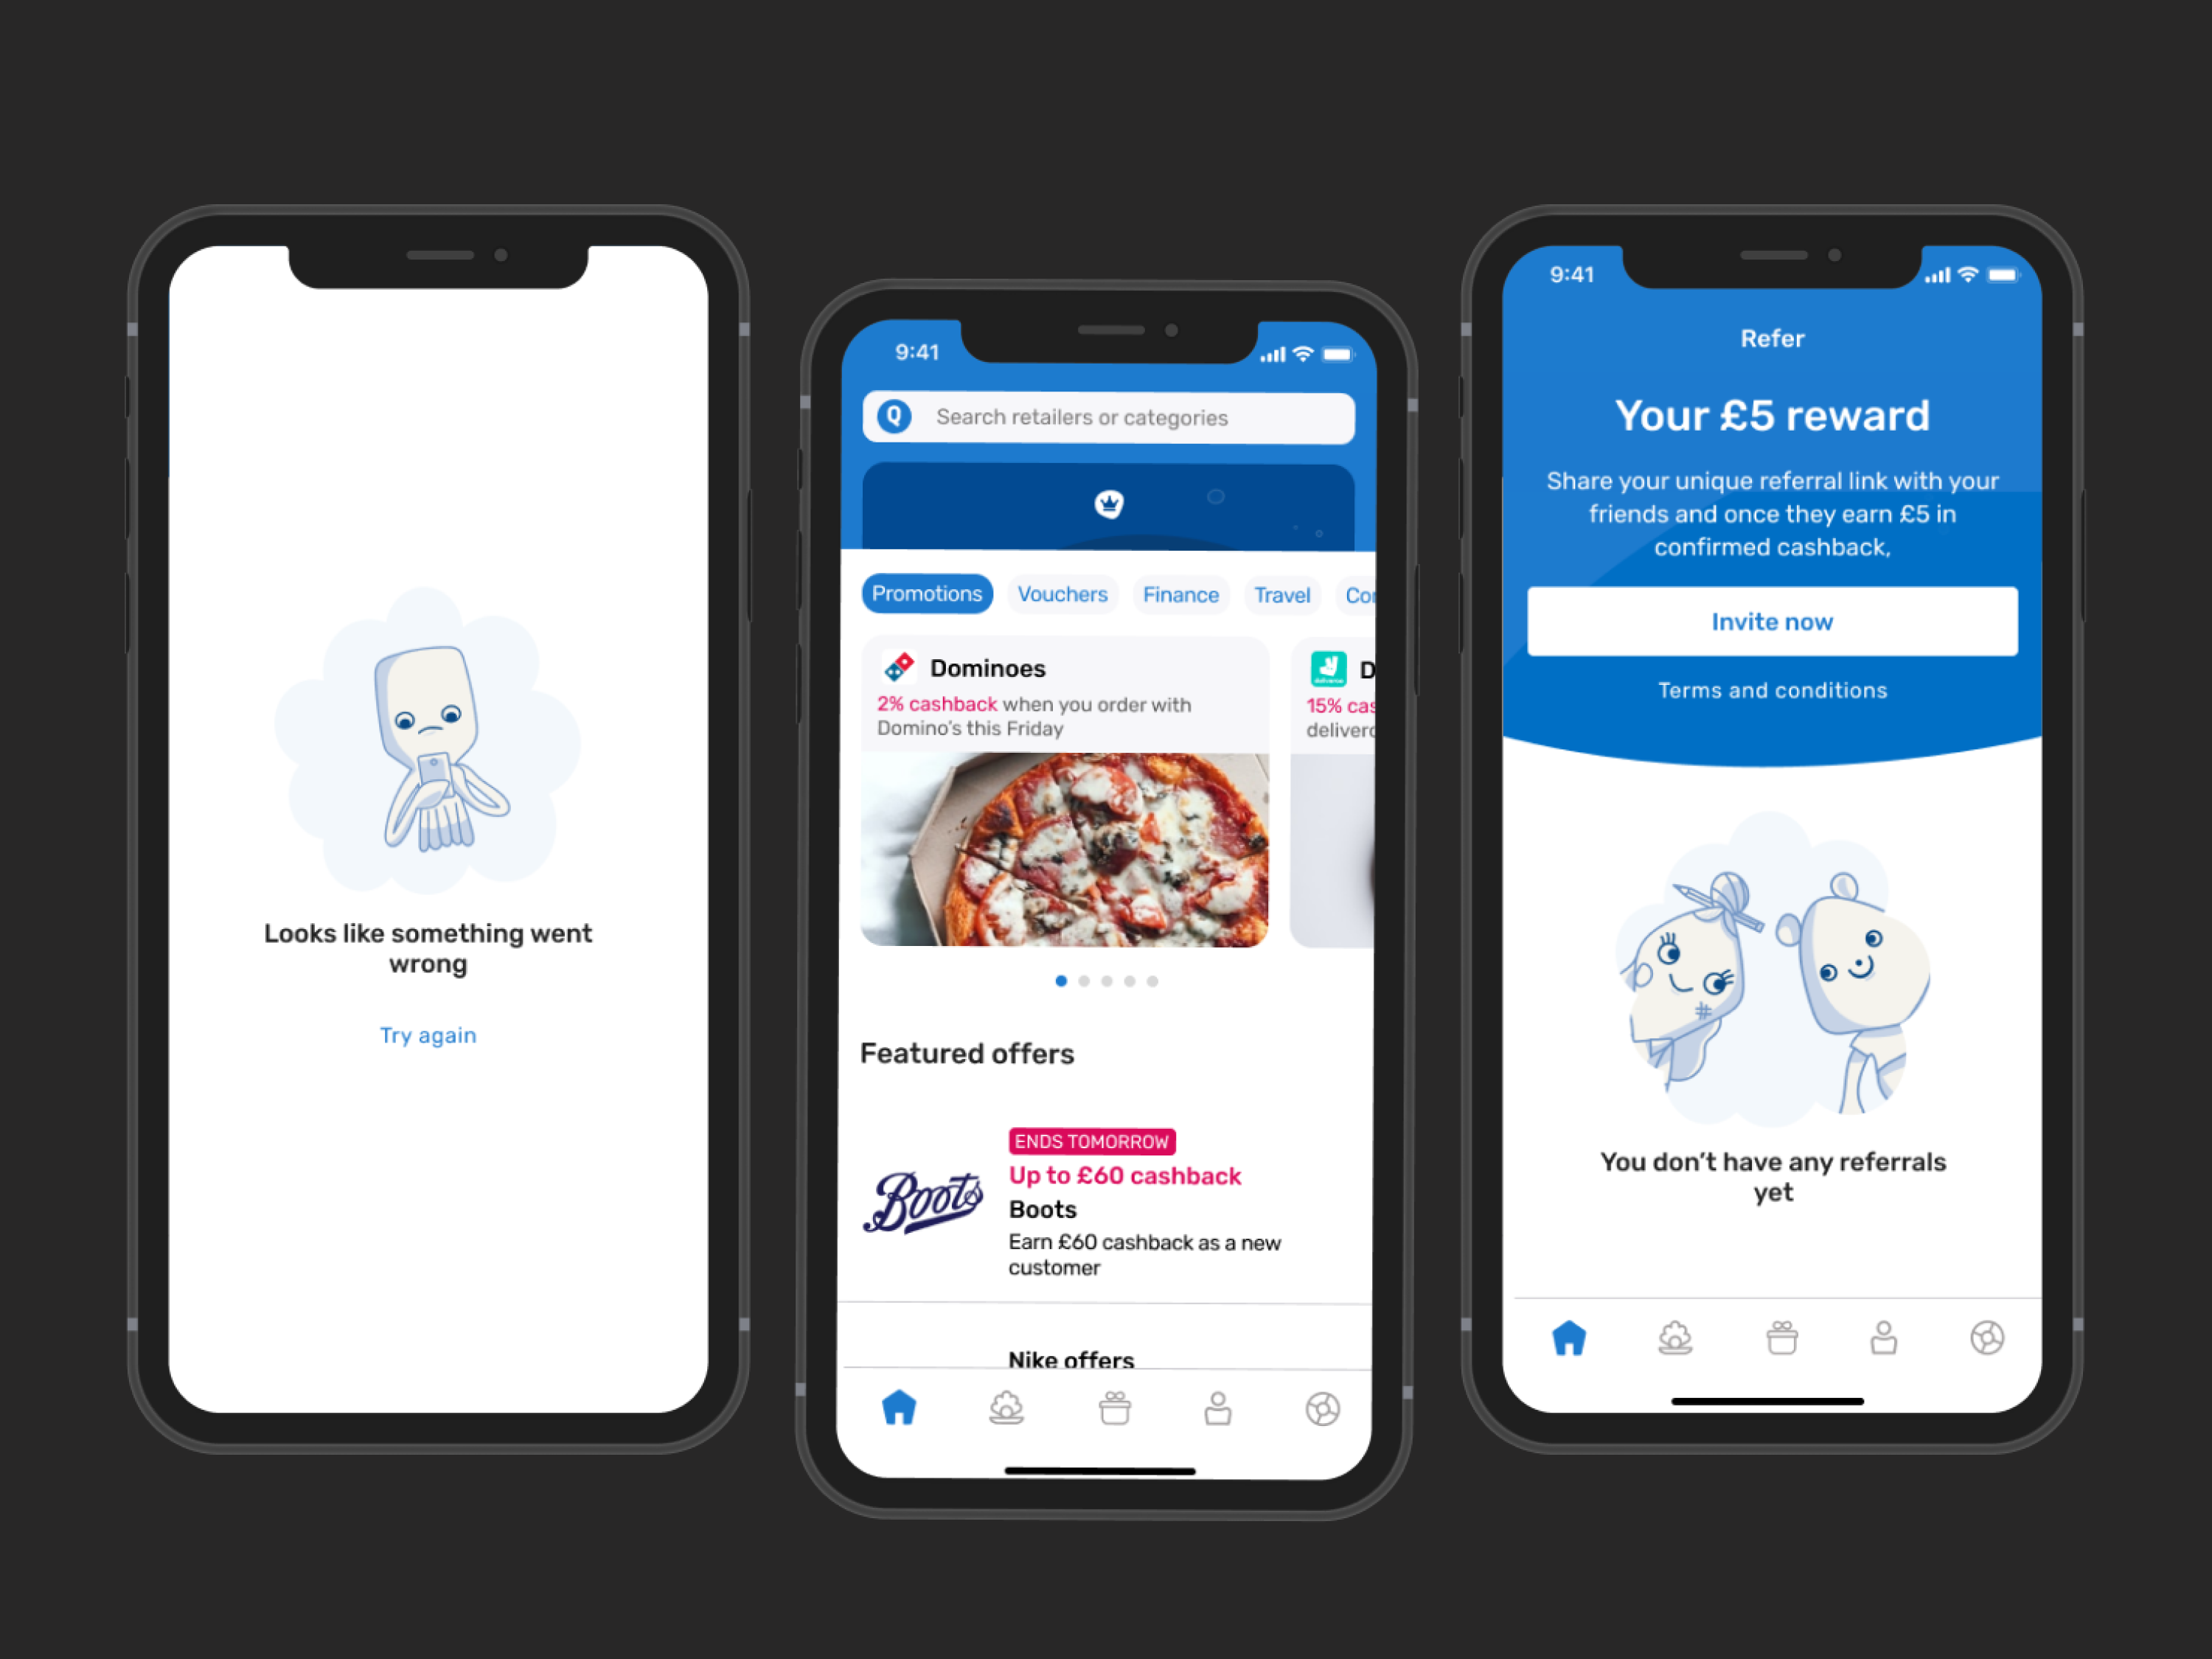 Looks like something went
wrong
Try again
9:41
Q
Search retailers or categories
Promotions
Vouchers
Finance
Travel
Co
Dominoes
2% cashback when you order with
Domino's this Friday
deliveroo
D
15% cas
delivero
Featured offers
ENDS TOMORROW
Up to £60 cashback
Boots
Boots
Earn £60 cashback as a new
customer
Nike offers
9:41
Refer
Your £5 reward
Share your unique referral link with your
friends and once they earn £5 in
confirmed cashback,
Invite now
Terms and conditions
You don't have any referrals
yet